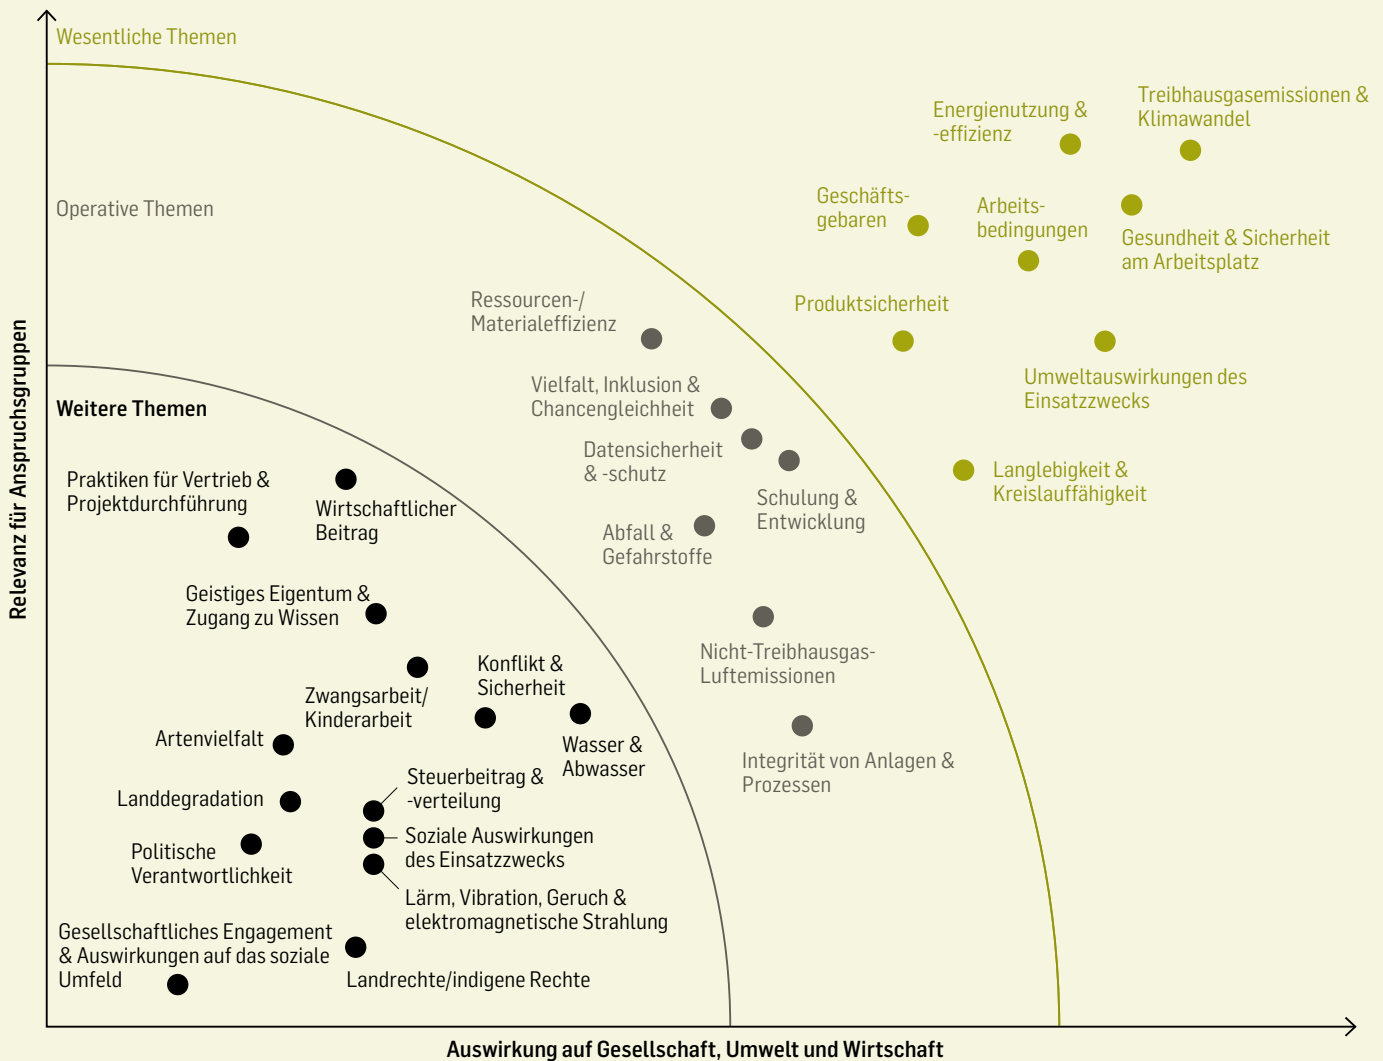 Wesentliche Themen
Treibhausgasemissionen &
Klimawandel
Energienutzung &
-effizienz
Geschäfts-
gebaren
Arbeits-
bedingungen
Gesundheit & Sicherheit
am Arbeitsplatz
Produktsicherheit
Umweltauswirkungen des
Einsatzzwecks
Langlebigkeit &
Kreislauffähigkeit
Operative Themen
Ressourcen-/
Materialeffizienz
Vielfalt, Inklusion &
Chancengleichheit
Datensicherheit
& -schutz
Schulung &
Entwicklung
Abfall &
Gefahrstoffe
Nicht-Treibhausgas-
Luftemissionen
Integrität von Anlagen &
Prozessen
Weitere Themen
Praktiken für Vertrieb &
Projektdurchführung
Wirtschaftlicher
Beitrag
Geistiges Eigentum &
Zugang zu Wissen
Zwangsarbeit/
Kinderarbeit
Konflikt &
Sicherheit
Wasser &
Abwasser
Artenvielfalt
Landdegradation
Politische
Verantwortlichkeit
Steuerbeitrag &
-verteilung
Soziale Auswirkungen
des Einsatzzwecks
Lärm, Vibration, Geruch &
elektromagnetische Strahlung
Gesellschaftliches Engagement
& Auswirkungen auf das soziale
Umfeld
Landrechte/indigene Rechte
Relevanz für Anspruchsgruppen
Auswirkung auf Gesellschaft, Umwelt und Wirtschaft